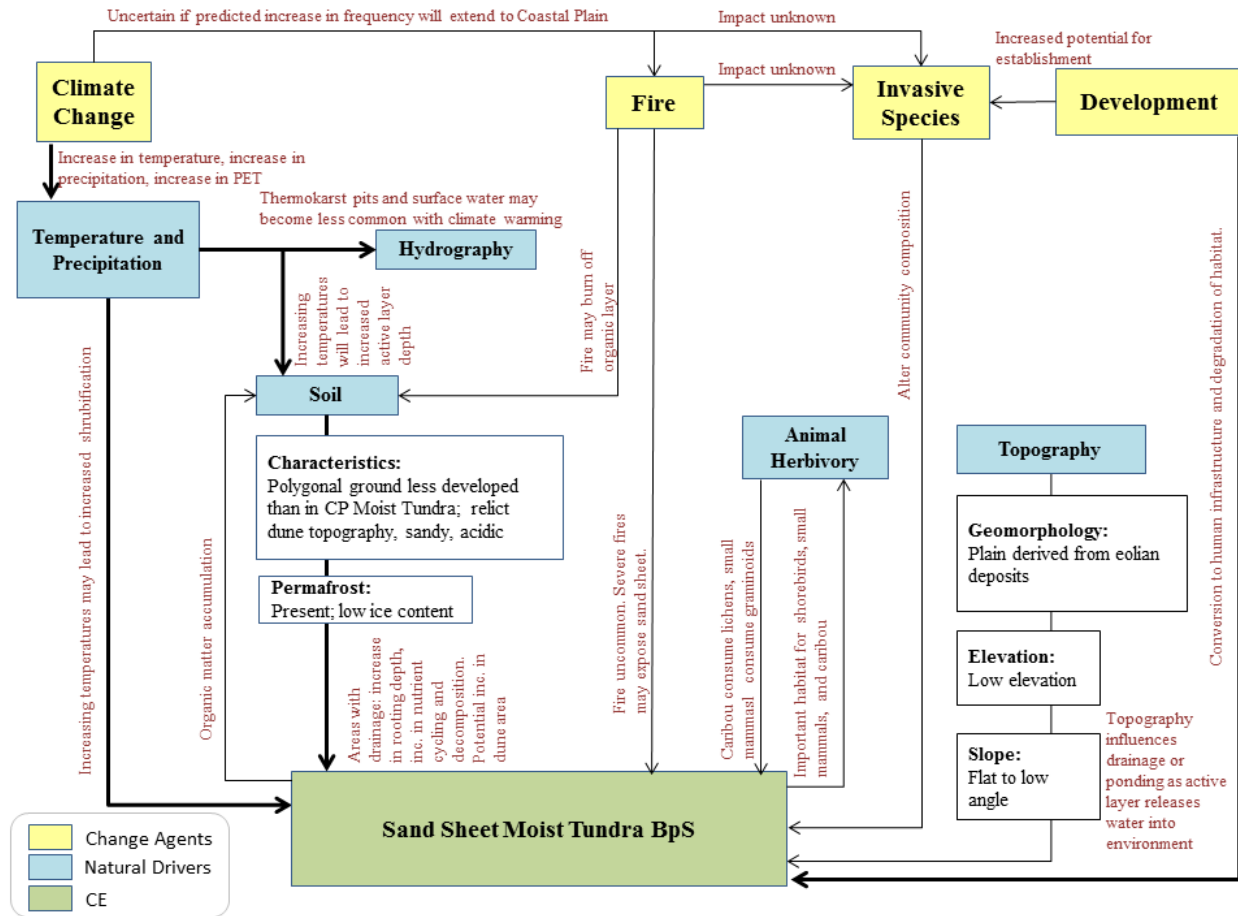 Uncertain if predicted increase in frequency will extend to Coastal Plain
Impact unknown
Increased potential for
establishment
Climate
Change
Fire
Impact unknown
Invasive
Species
Development
Increase in temperature, increase in
precipitation, increase in PET
Thermokarst pits and surface water may
become less common with climate warming
Temperature and
Precipitation
Hydrography
Increasing
temperatures
will lead to
increased
active layer
depth
Fire may burn off
organic layer
Alter community composition
Conversion to human infrastructure and degradation of habitat.
Soil
Characteristics:
Polygonal ground less developed
than in CP Moist Tundra; relict
dune topography, sandy, acidic
Permafrost:
Present; low ice content
Increasing temperatures may lead to increased shrubification
Organic matter accumulation
Areas with
drainage: increase
in rooting depth,
inc. in nutrient
cycling and
decomposition.
Potential inc. in
dune area
Fire uncommon. Severe fires
may expose sand sheet.
Animal
Herbivory
Caribou consume lichens, small
mammasl consume graminoids
Important habitat for shorebirds, small
mammals, and caribou
Topography
Geomorphology:
Plain derived from eolian
deposits
Elevation:
Low elevation
Slope:
Flat to low
angle
Topography
influences
drainage or
ponding as active
layer releases
water into
environment
Sand Sheet Moist Tundra BpS
Change Agents
Natural Drivers
CE